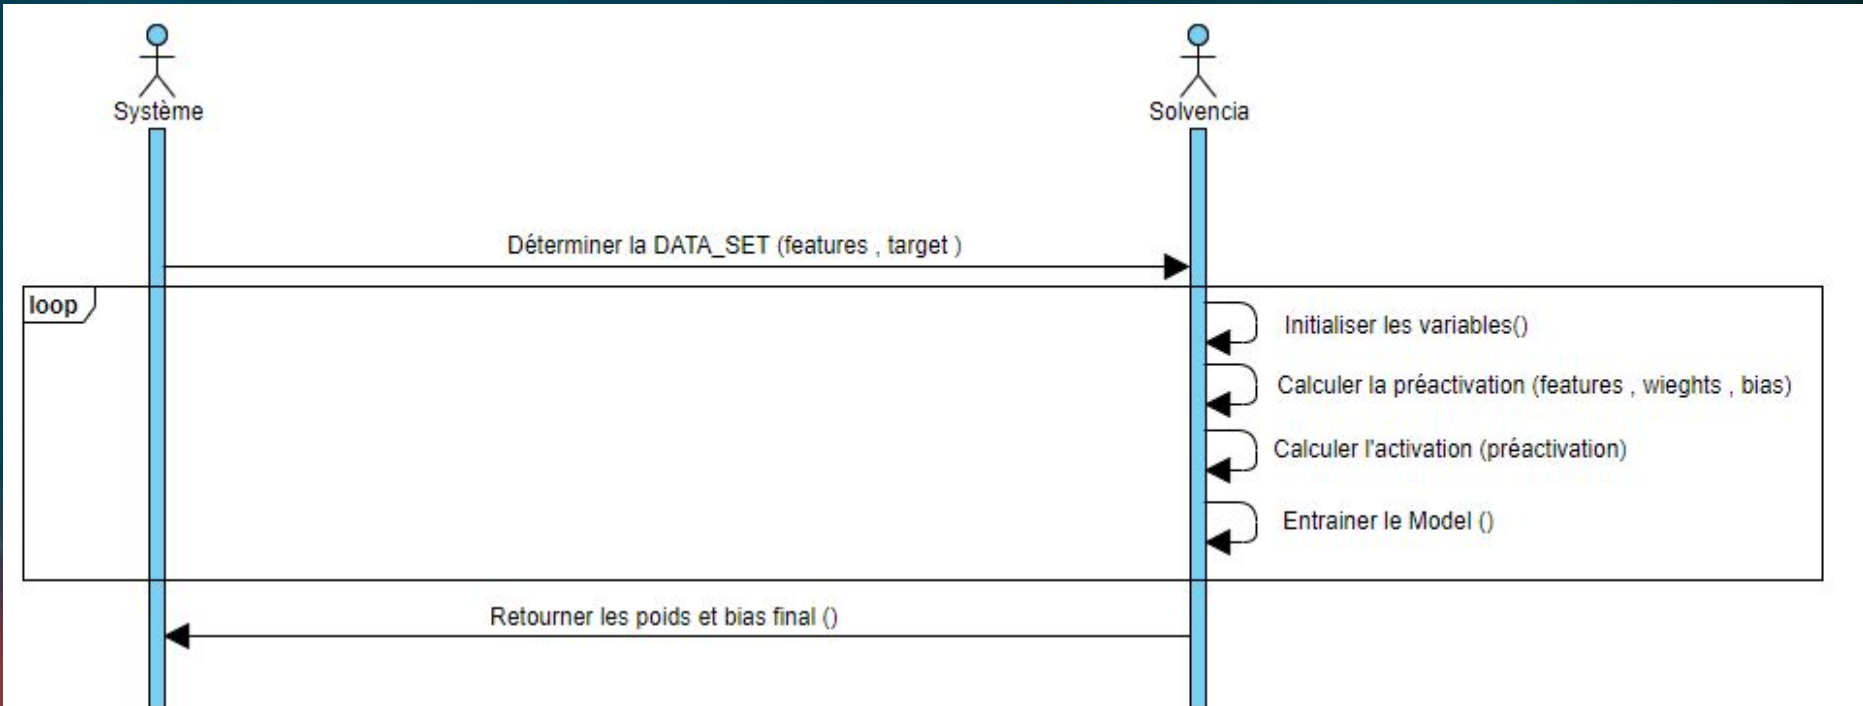 Système
Solvencia
Déterminer la DATA_SET (features , target )
loop
Initialiser les variables()
Calculer la préactivation (features , wieghts , bias)
Calculer l'activation (préactivation)
Entrainer le Model ()
Retourner les poids et bias final ()